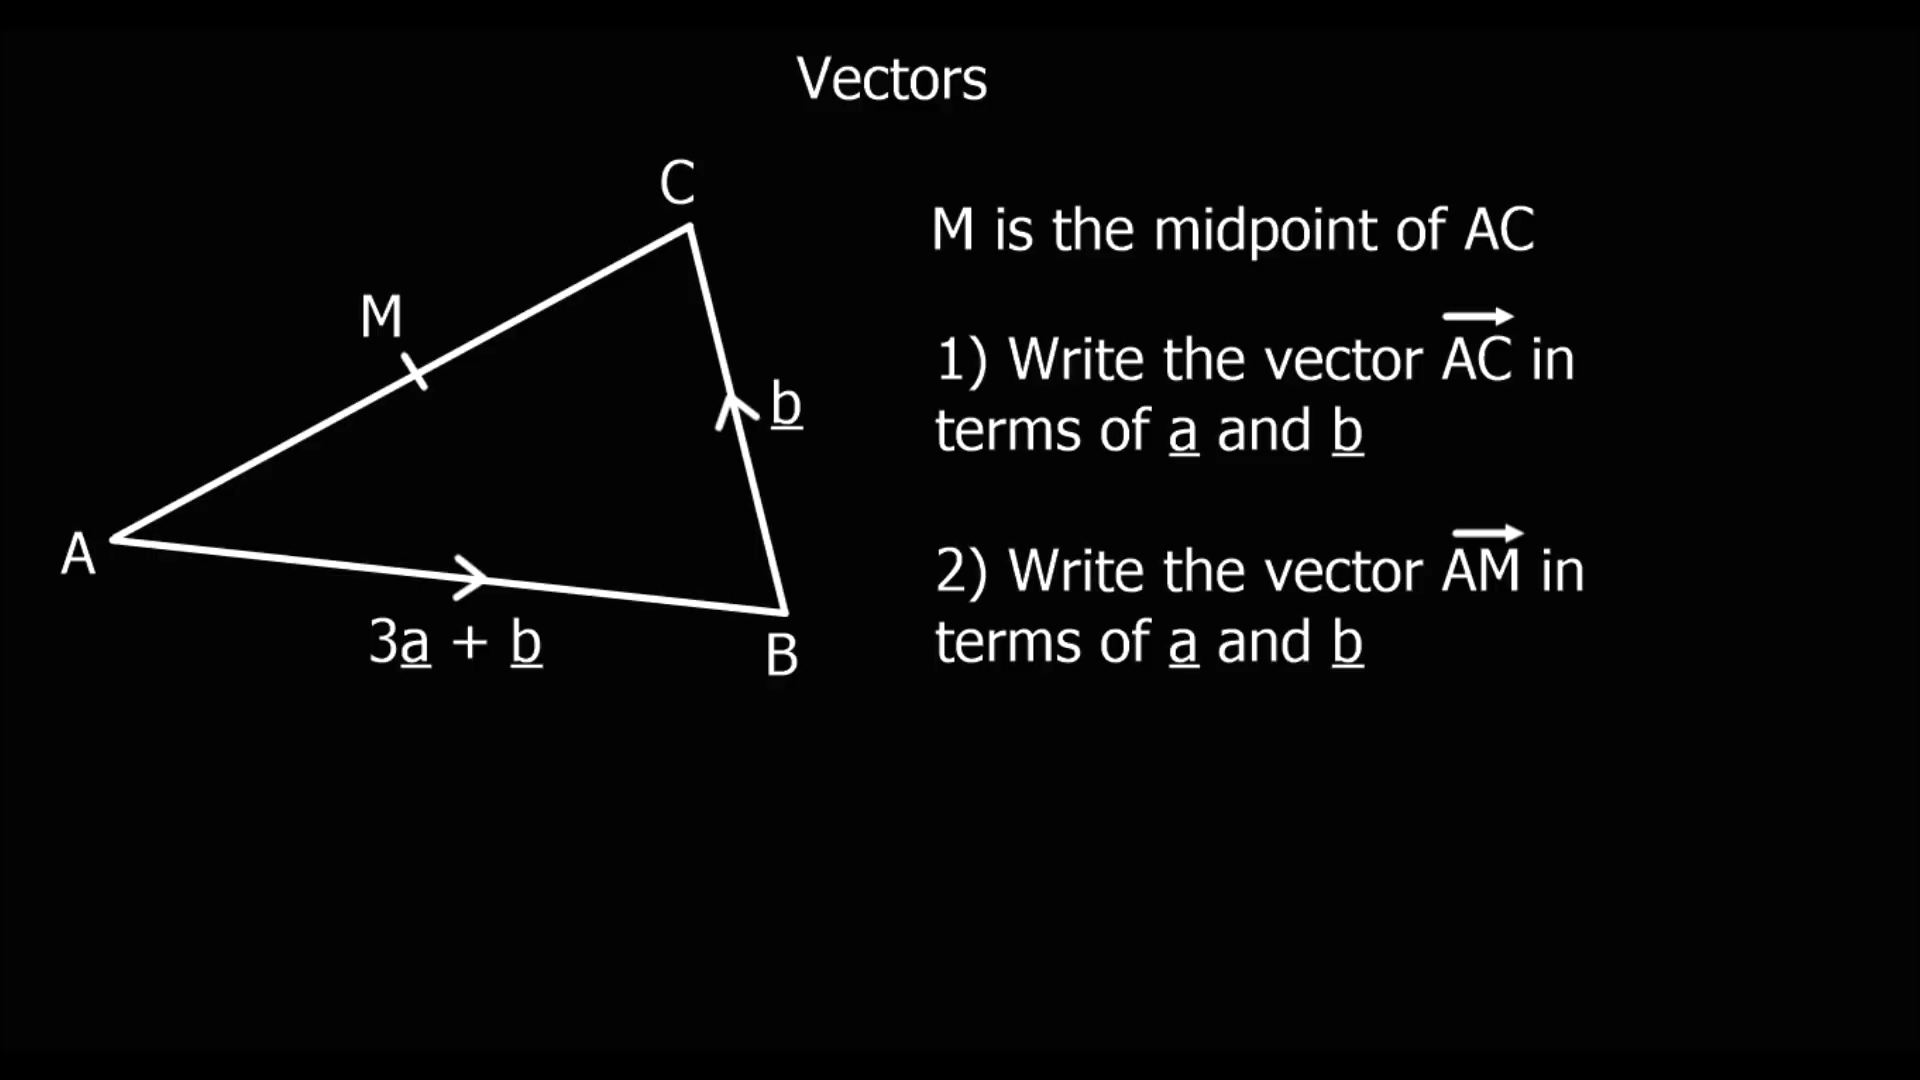 Vectors
C
M is the midpoint of AC
M
1) Write the vector AC in
terms of a and b
b
A
2) Write the vector AM in
terms of a and b
3a + b
B